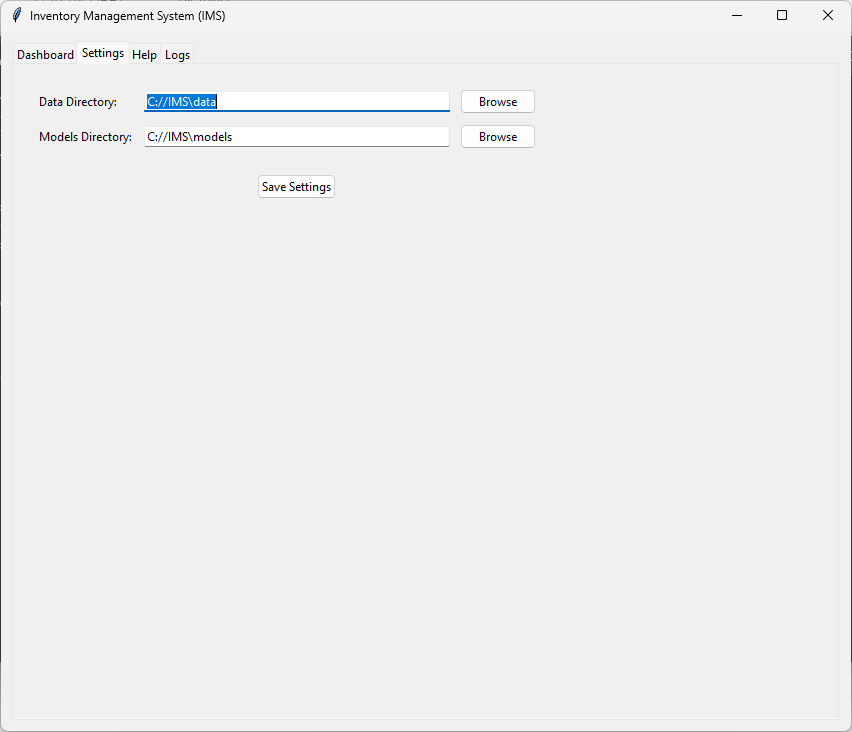 Inventory Management System (IMS)
Dashboard Settings Help Logs
Data Directory: C://IMS\data Browse
Models Directory: C://IMS\models Browse
Save Settings